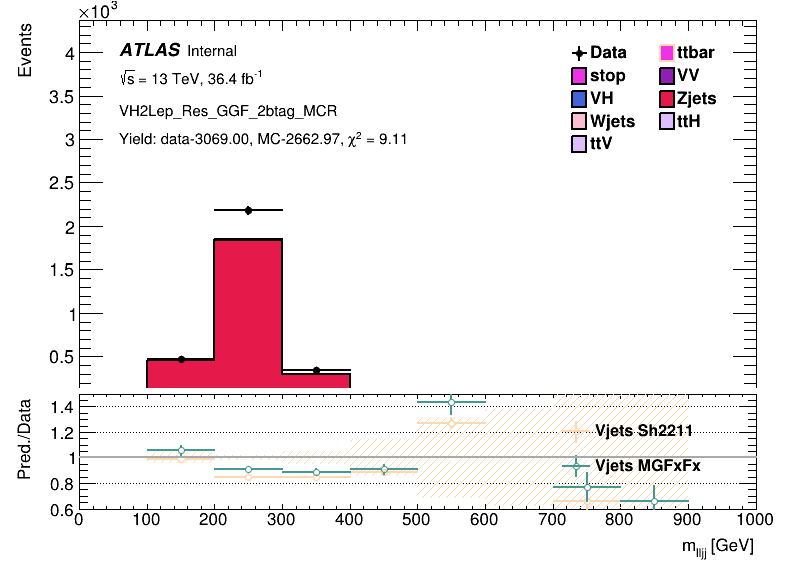 ×10³
Events
4
3.5
3
2.5
2
1.5
1
0.5
ATLAS Internal
√s = 13 TeV, 36.4 fb⁻¹
VH2Lep_Res_GGF_2btag_MCR
Yield: data-3069.00, MC-2662.97, χ² = 9.11
Data ttbar
stop VV
VH Zjets
Wjets ttH
ttV
Pred./Data
1.4
1.2
1
0.8
0.6
Vjets Sh2211
Vjets MGFxFx
0 100 200 300 400 500 600 700 800 900 1000
m_lljj [GeV]